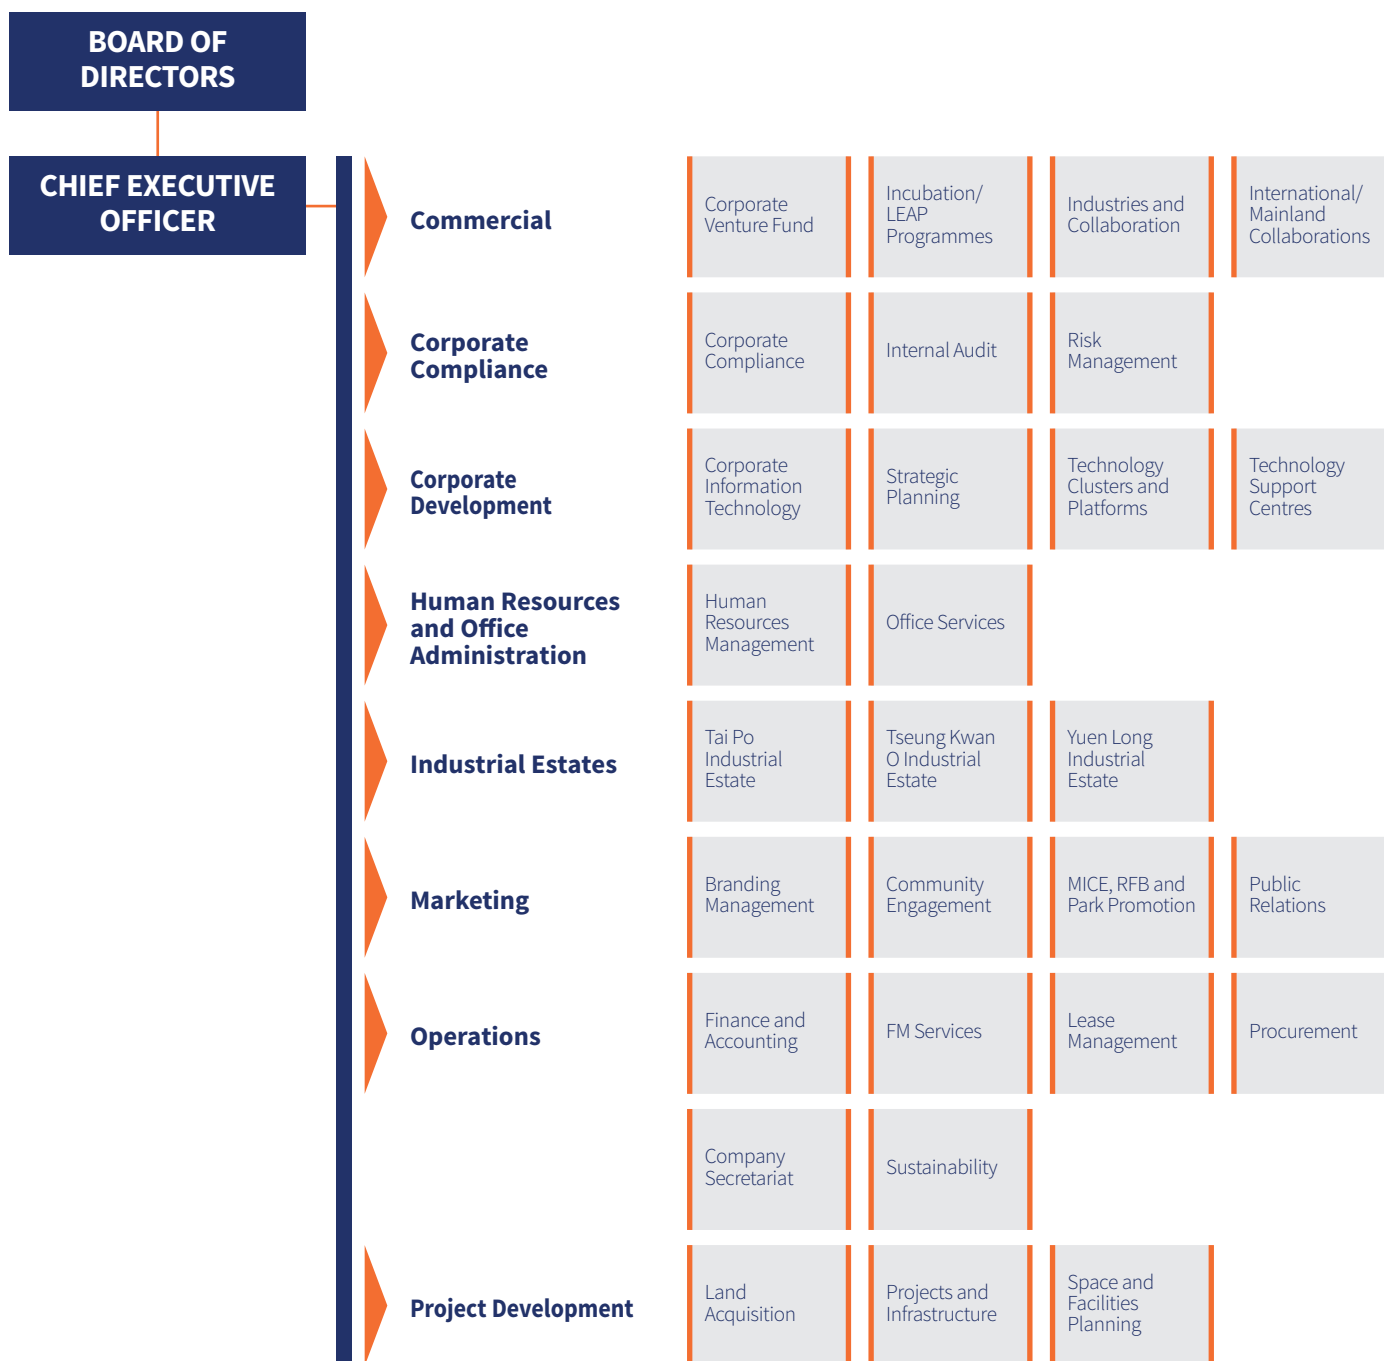 BOARD OF
DIRECTORS
CHIEF EXECUTIVE
OFFICER
Commercial
Corporate
Venture Fund
Incubation/
LEAP
Programmes
Industries and
Collaboration
International/
Mainland
Collaborations
Corporate
Compliance
Corporate
Compliance
Internal Audit
Risk
Management
Corporate
Development
Corporate
Information
Technology
Strategic
Planning
Technology
Clusters and
Platforms
Technology
Support
Centres
Human Resources
and Office
Administration
Human
Resources
Management
Office Services
Industrial Estates
Tai Po
Industrial
Estate
Tseung Kwan
O Industrial
Estate
Yuen Long
Industrial
Estate
Marketing
Branding
Management
Community
Engagement
MICE, RFB and
Park Promotion
Public
Relations
Operations
Finance and
Accounting
FM Services
Lease
Management
Procurement
Company
Secretariat
Sustainability
Project Development
Land
Acquisition
Projects and
Infrastructure
Space and
Facilities
Planning